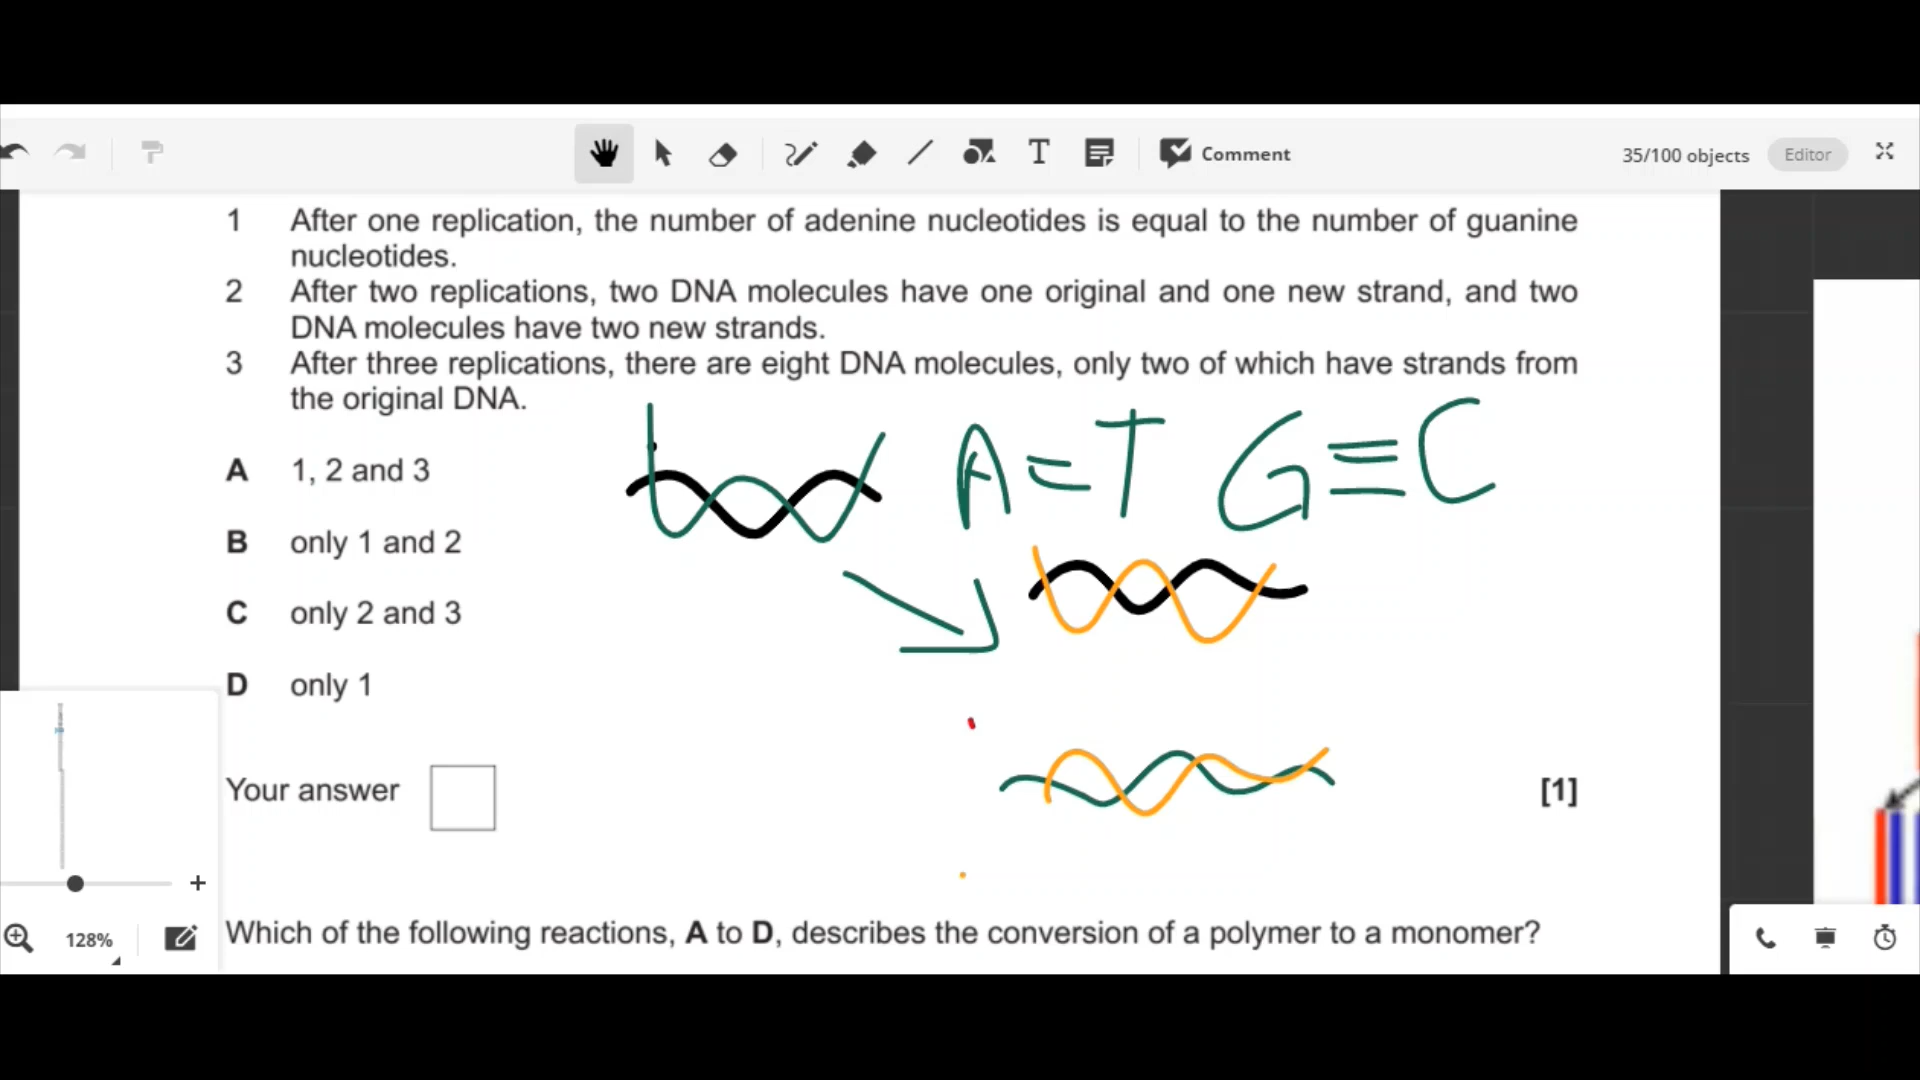 Comment
35/100 objects
Editor
1 After one replication, the number of adenine nucleotides is equal to the number of guanine
nucleotides.
2 After two replications, two DNA molecules have one original and one new strand, and two
DNA molecules have two new strands.
3 After three replications, there are eight DNA molecules, only two of which have strands from
the original DNA.
A = T G ≡ C
A 1, 2 and 3
B only 1 and 2
C only 2 and 3
D only 1
Your answer [1]
128%
Which of the following reactions, A to D, describes the conversion of a polymer to a monomer?